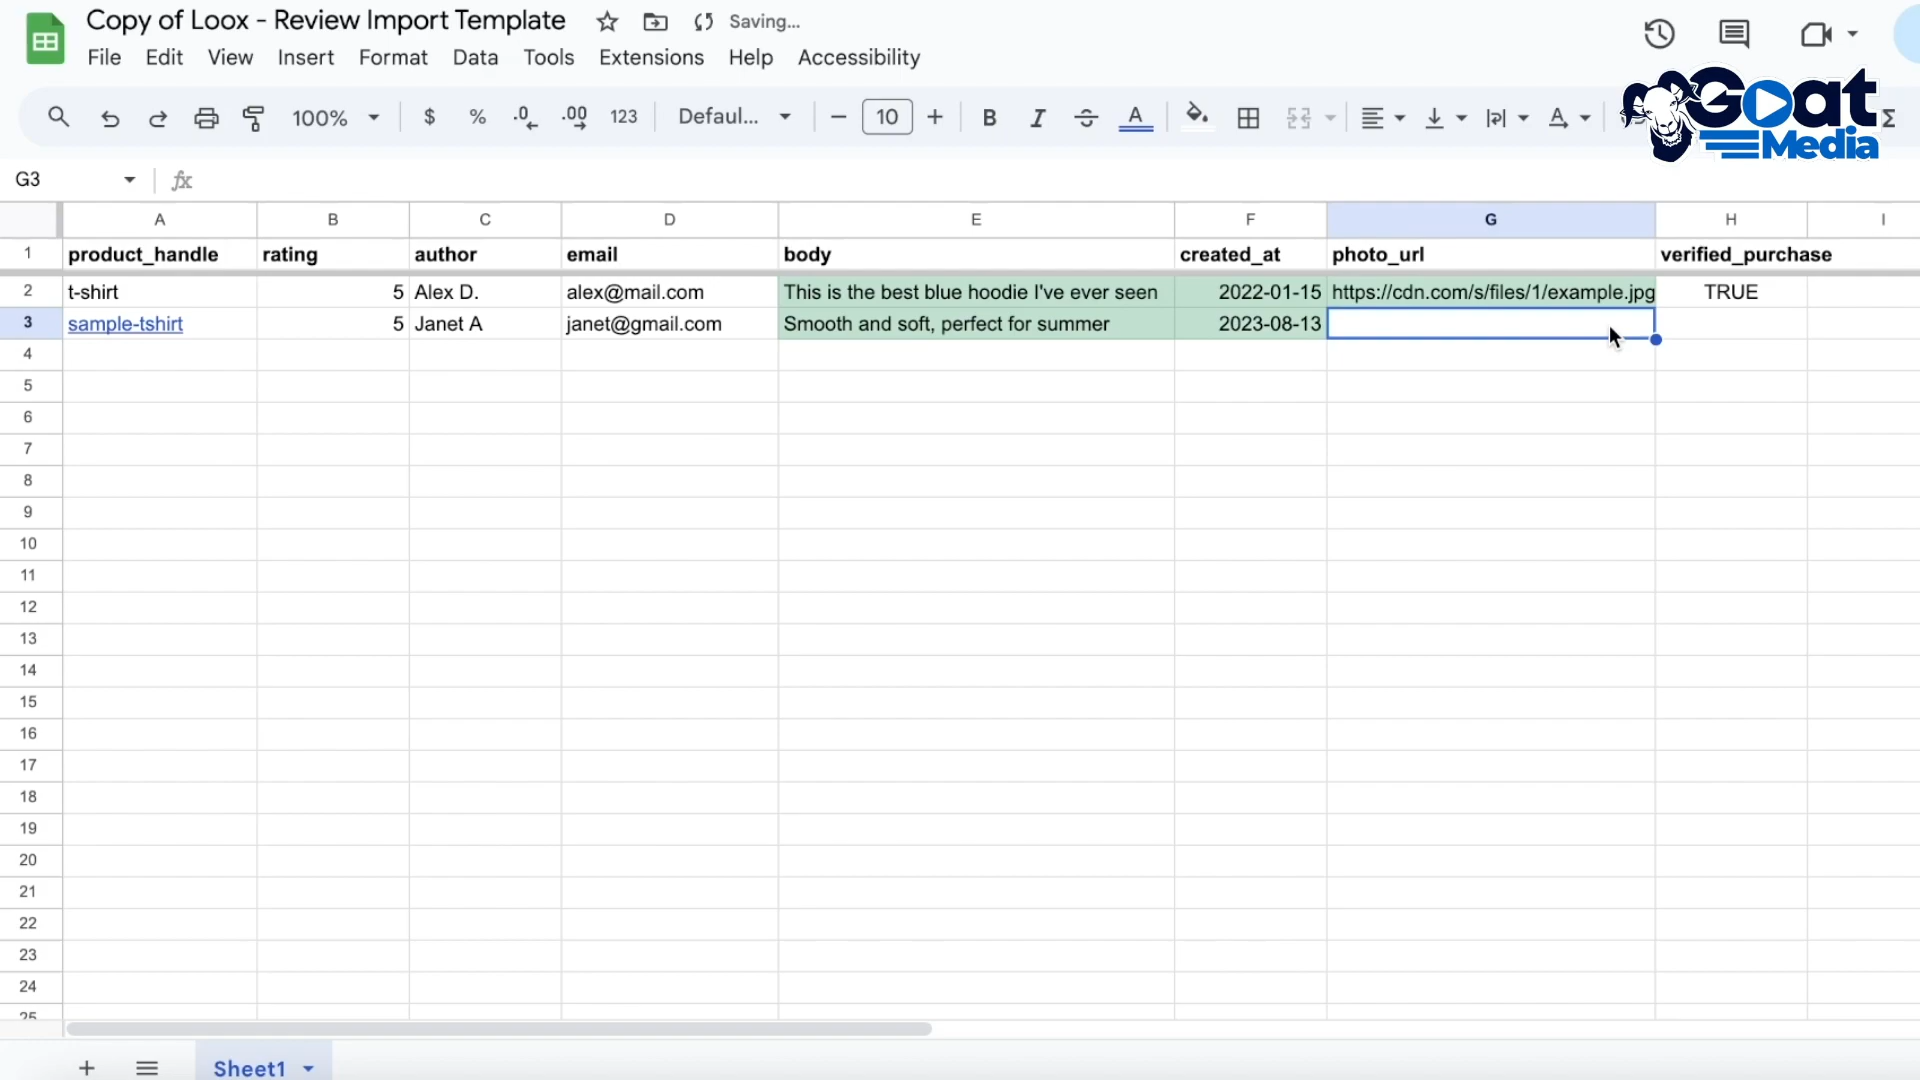 Copy of Loox - Review Import Template Saving...
File Edit View Insert Format Data Tools Extensions Help Accessibility
Goat
Media
100% $ % .0 .00 123 Defaul... 10 B I A A Σ
G3 fx
A B C D E F G H I
1 product_handle rating author email body created_at photo_url verified_purchase
2 t-shirt 5 Alex D. alex@mail.com This is the best blue hoodie I've ever seen 2022-01-15 https://cdn.com/s/files/1/example.jpg TRUE
3 sample-tshirt 5 Janet A janet@gmail.com Smooth and soft, perfect for summer 2023-08-13
4
5
6
7
8
9
10
11
12
13
14
15
16
17
18
19
20
21
22
23
24
25
Sheet1